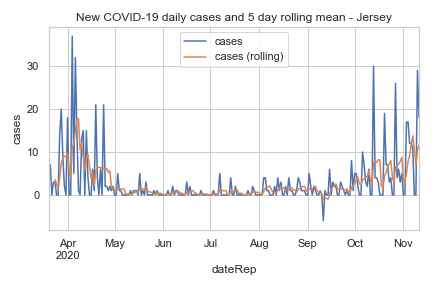 New COVID-19 daily cases and 5 day rolling mean - Jersey
cases
cases (rolling)
cases
30
20
10
0
Apr May Jun Jul Aug Sep Oct Nov
2020
dateRep